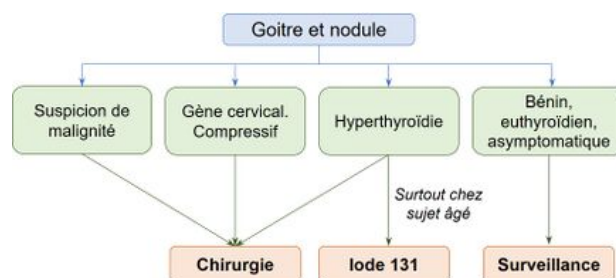 Goitre et nodule
Suspicion de
malignité
Gène cervical.
Compressif
Hyperthyroïdie
Bénin,
euthyroïdien,
asymptomatique
Surtout chez
sujet âgé
Chirurgie
Iode 131
Surveillance